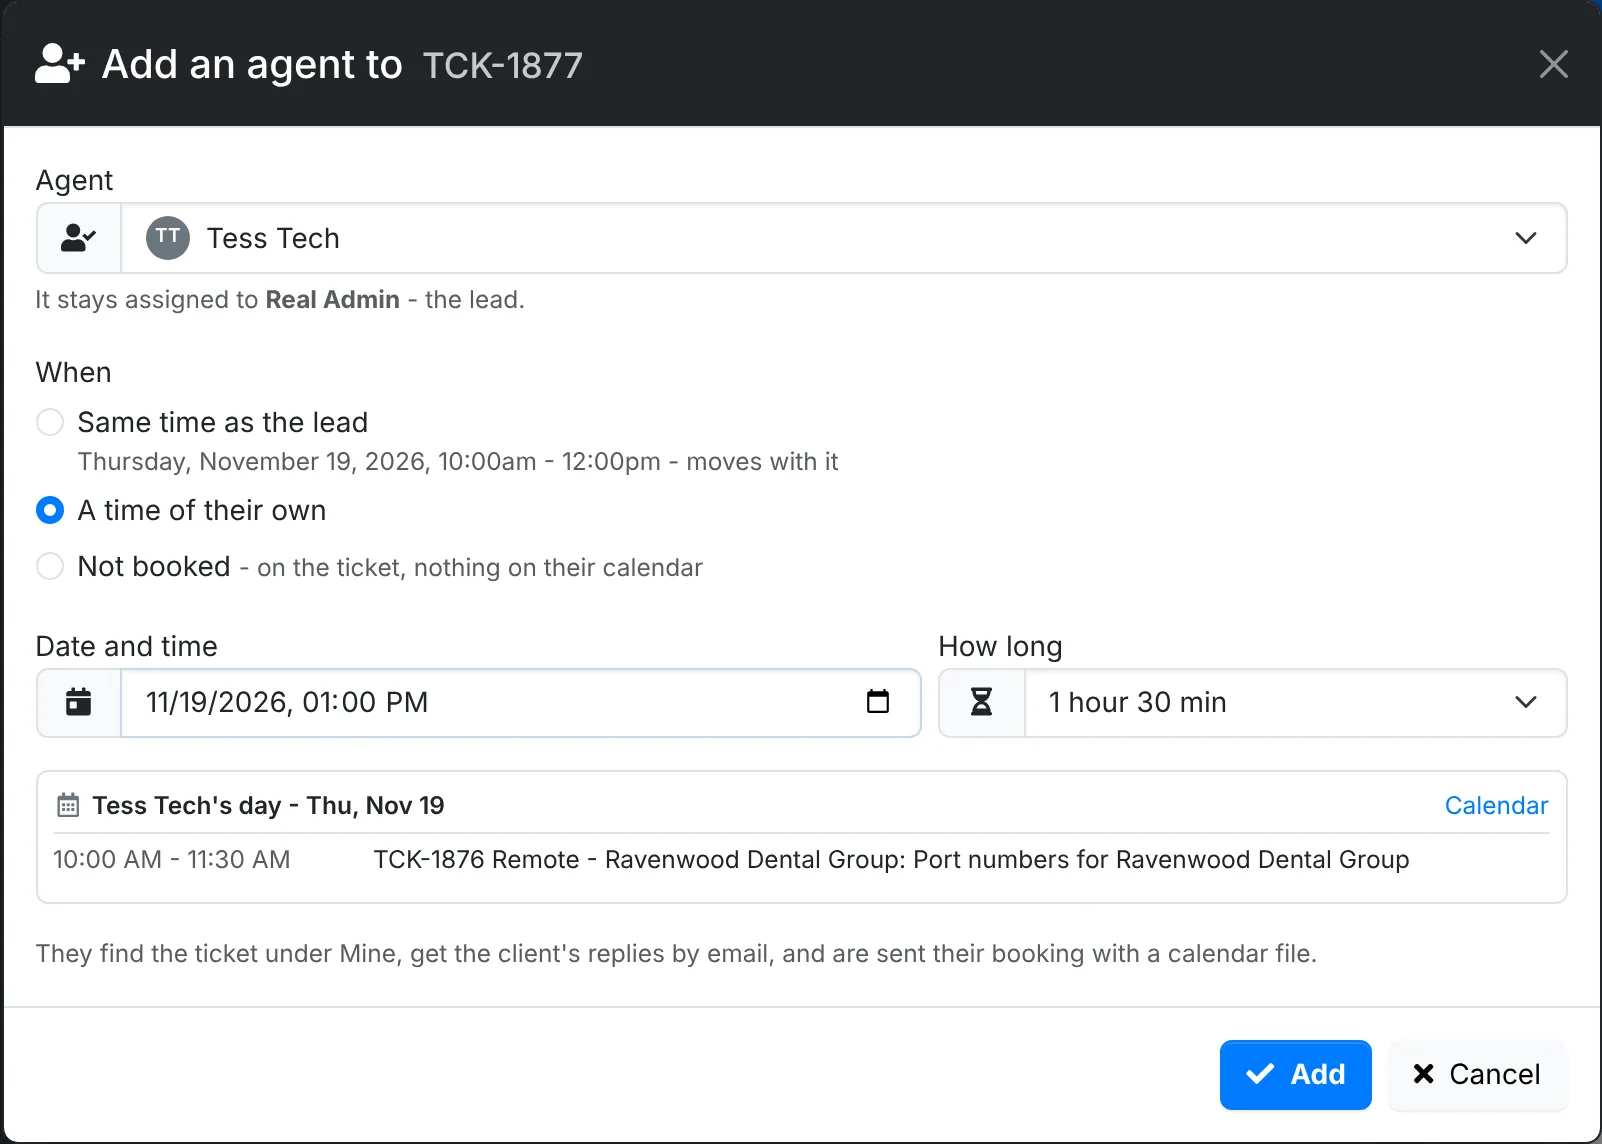 Add an agent to TCK-1877
Agent
TT Tess Tech
It stays assigned to Real Admin - the lead.
When
Same time as the lead
Thursday, November 19, 2026, 10:00am - 12:00pm - moves with it
A time of their own
Not booked - on the ticket, nothing on their calendar
Date and time
11/19/2026, 01:00 PM
How long
1 hour 30 min
Tess Tech's day - Thu, Nov 19
Calendar
10:00 AM - 11:30 AM
TCK-1876 Remote - Ravenwood Dental Group: Port numbers for Ravenwood Dental Group
They find the ticket under Mine, get the client's replies by email, and are sent their booking with a calendar file.
Add
Cancel